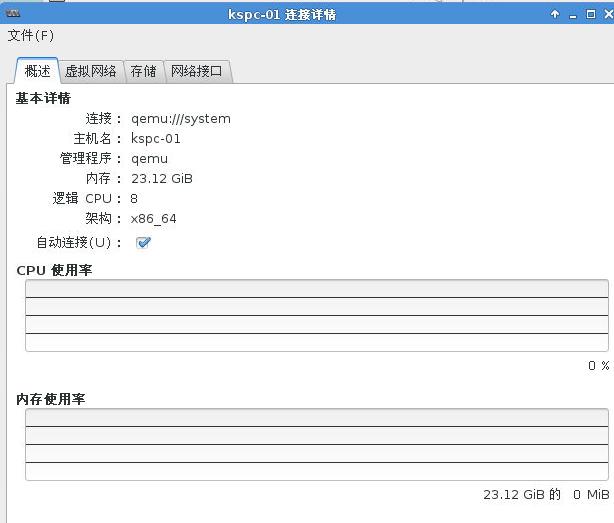 kspc-01 连接详情
文件(F)
概述 虚拟网络 存储 网络接口
基本详情
连接： qemu:///system
主机名： kspc-01
管理程序： qemu
内存： 23.12 GiB
逻辑 CPU： 8
架构： x86_64
自动连接(U)：
CPU 使用率
0 %
内存使用率
23.12 GiB 的 0 MiB